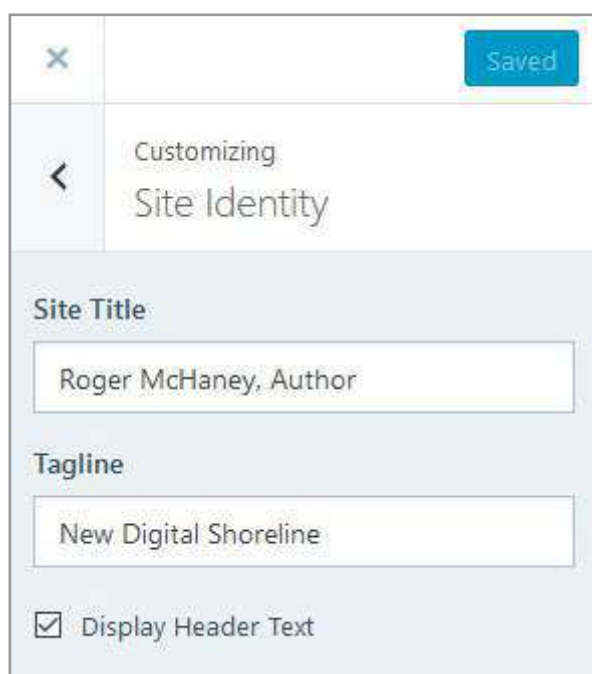 Saved
Customizing
Site Identity
Site Title
Roger McHaney, Author
Tagline
New Digital Shoreline
Display Header Text